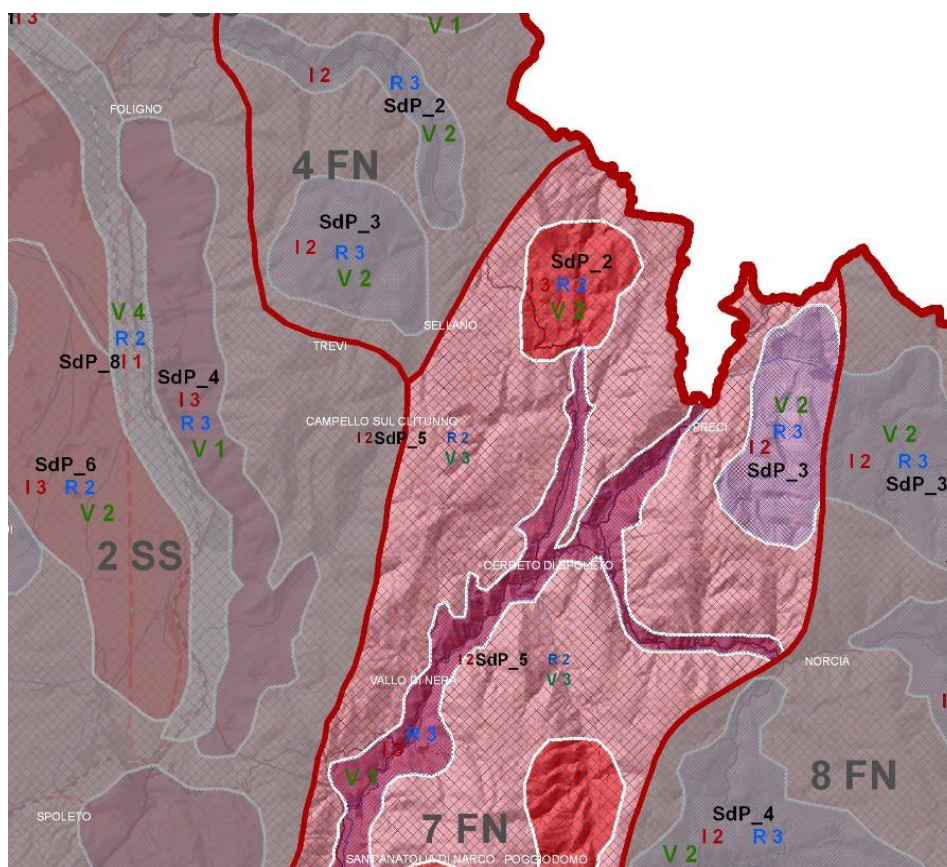 I 3
V 1
I 2
R 3
SdP_2
V 2
FOLIGNO
4 FN
SdP_3
I 2
R 3
V 2
SdP_2
I 3 R 2
V 2
SELLANO
TREVI
V 4
R 2
SdP_8 I 1
SdP_4
I 3
R 3
V 1
CAMPELLO SUL CLITUNNO
I 2 SdP_5 R 2
V 3
PRECI
V 2
R 3
I 2
SdP_3
V 2
I 2
R 3
SdP_3
SdP_6
I 3 R 2
V 2
2 SS
CERRETO DI SPOLETO
I 2 SdP_5 R 2
V 3
VALLO DI NERA
NORCIA
R 3
I 3
V 1
8 FN
SPOLETO
7 FN
SdP_4
I 2 R 3
V 2
SANT'ANATOLIA DI NARCO
POGGIODOMO